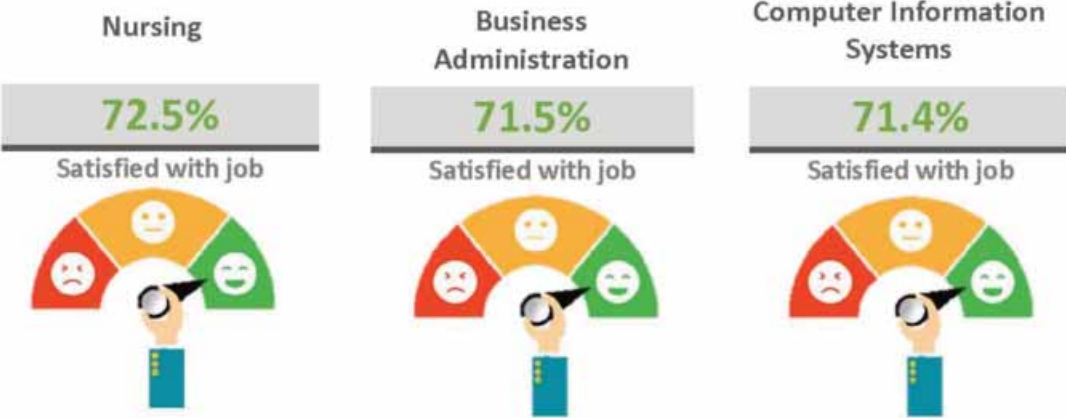 Nursing
72.5%
Satisfied with job
Business
Administration
71.5%
Satisfied with job
Computer Information
Systems
71.4%
Satisfied with job